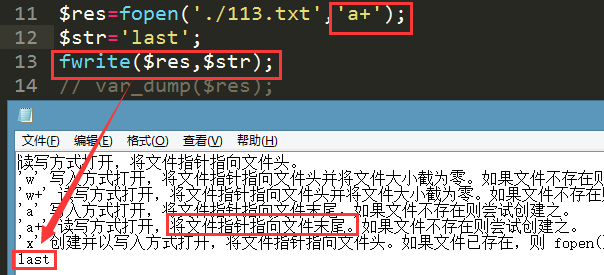 11 $res=fopen('./113.txt','a+');
12 $str='last';
13 fwrite($res,$str);
14 // var_dump($res);
文件(F) 编辑(E) 格式(O) 查看(V) 帮助(H)
读写方式打开，将文件指针指向文件头。
'w' 写入方式打开，将文件指针指向文件头并将文件大小截为零。如果文件不存在则
'w+' 读写方式打开，将文件指针指向文件头并将文件大小截为零。如果文件不存在则
'a' 写入方式打开，将文件指针指向文件末尾。如果文件不存在则尝试创建之。
'a+' 读写方式打开，将文件指针指向文件末尾。如果文件不存在则尝试创建之。
'x' 创建并以写入方式打开，将文件指针指向文件头。如果文件已存在，则 fopen()
last